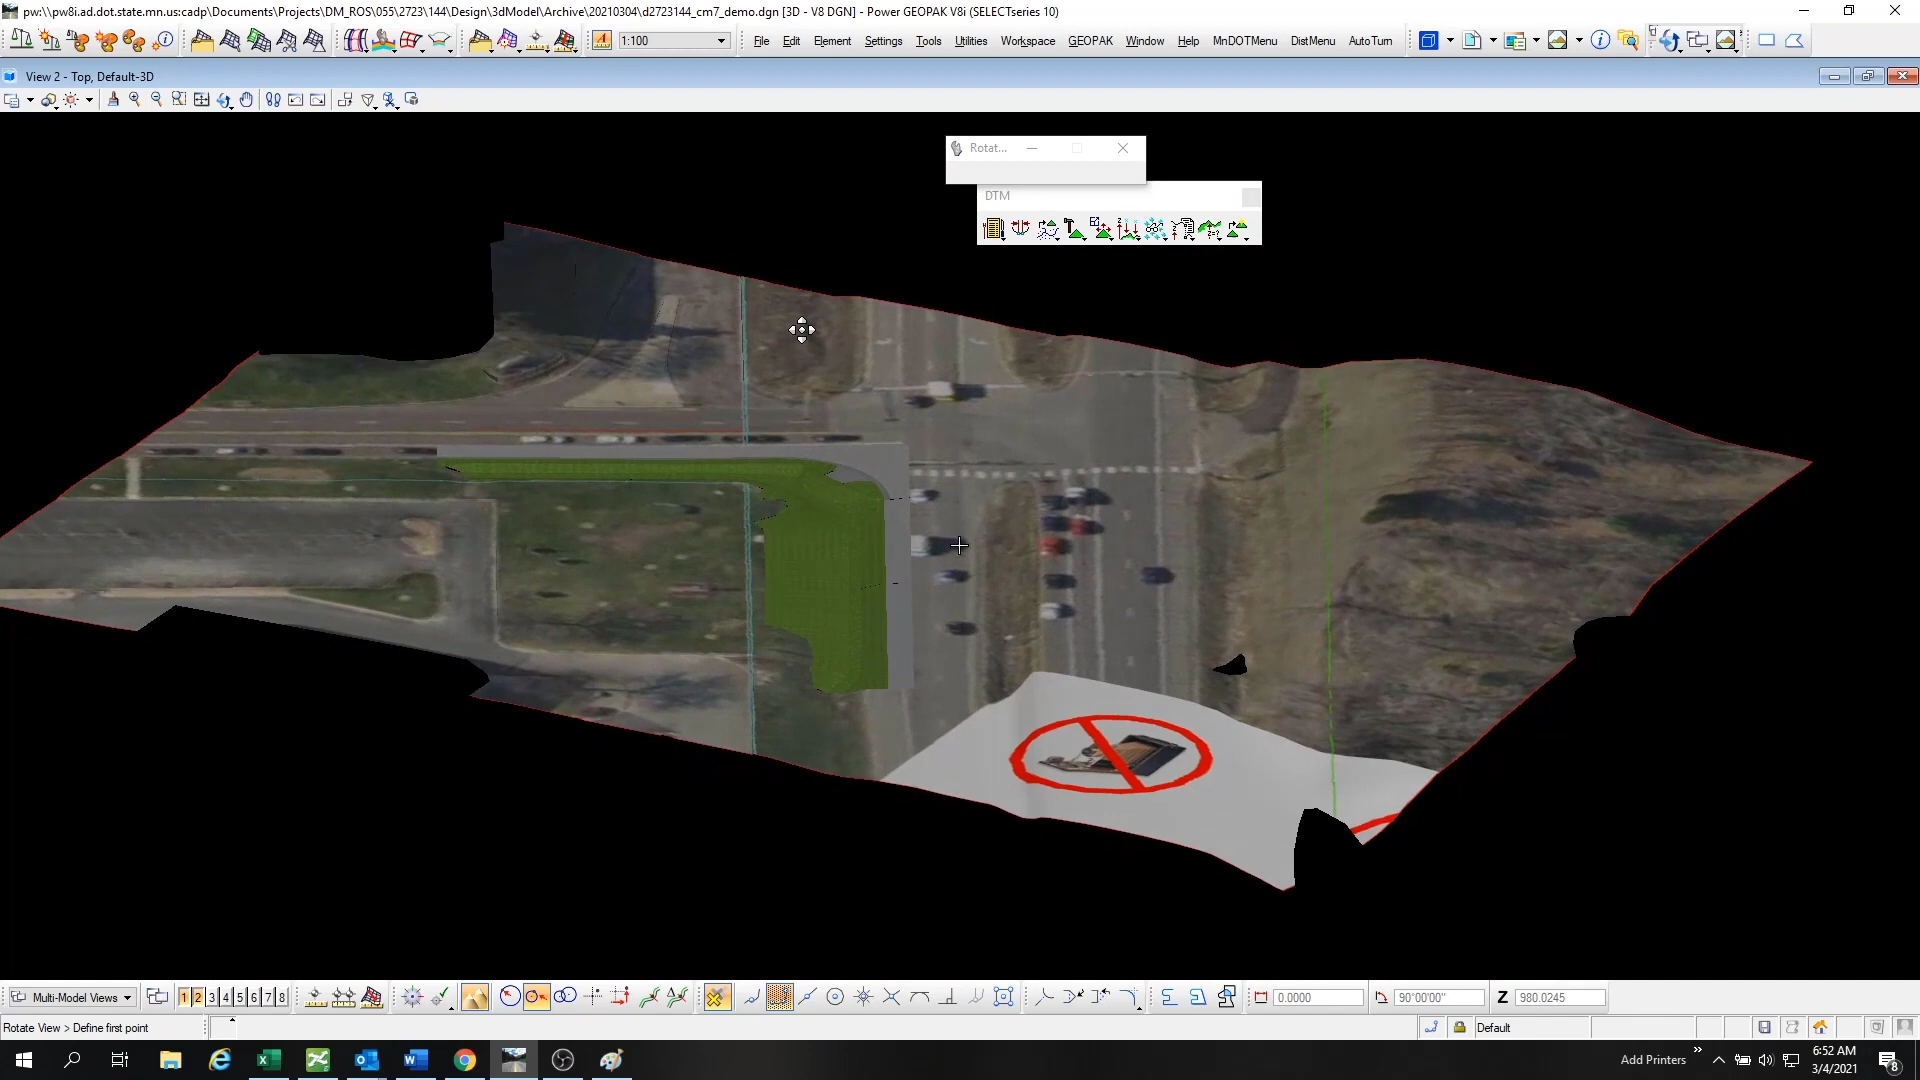 pw:\\pw8i.ad.dot.state.mn.us:cadp\Documents\Projects\DM_ROS\055\2723\144\Design\3dModel\Archive\20210304\d2723144_cm7_demo.dgn [3D - V8 DGN] - Power GEOPAK V8i (SELECTseries 10)
1:100
File Edit Element Settings Tools Utilities Workspace GEOPAK Window Help MnDOTMenu DistMenu AutoTurn
View 2 - Top, Default-3D
Rotat...
DTM
Multi-Model Views
1 2 3 4 5 6 7 8
0.0000
90°00'00"
Z 980.0245
Rotate View > Define first point
Default
Add Printers
6:52 AM
3/4/2021
8